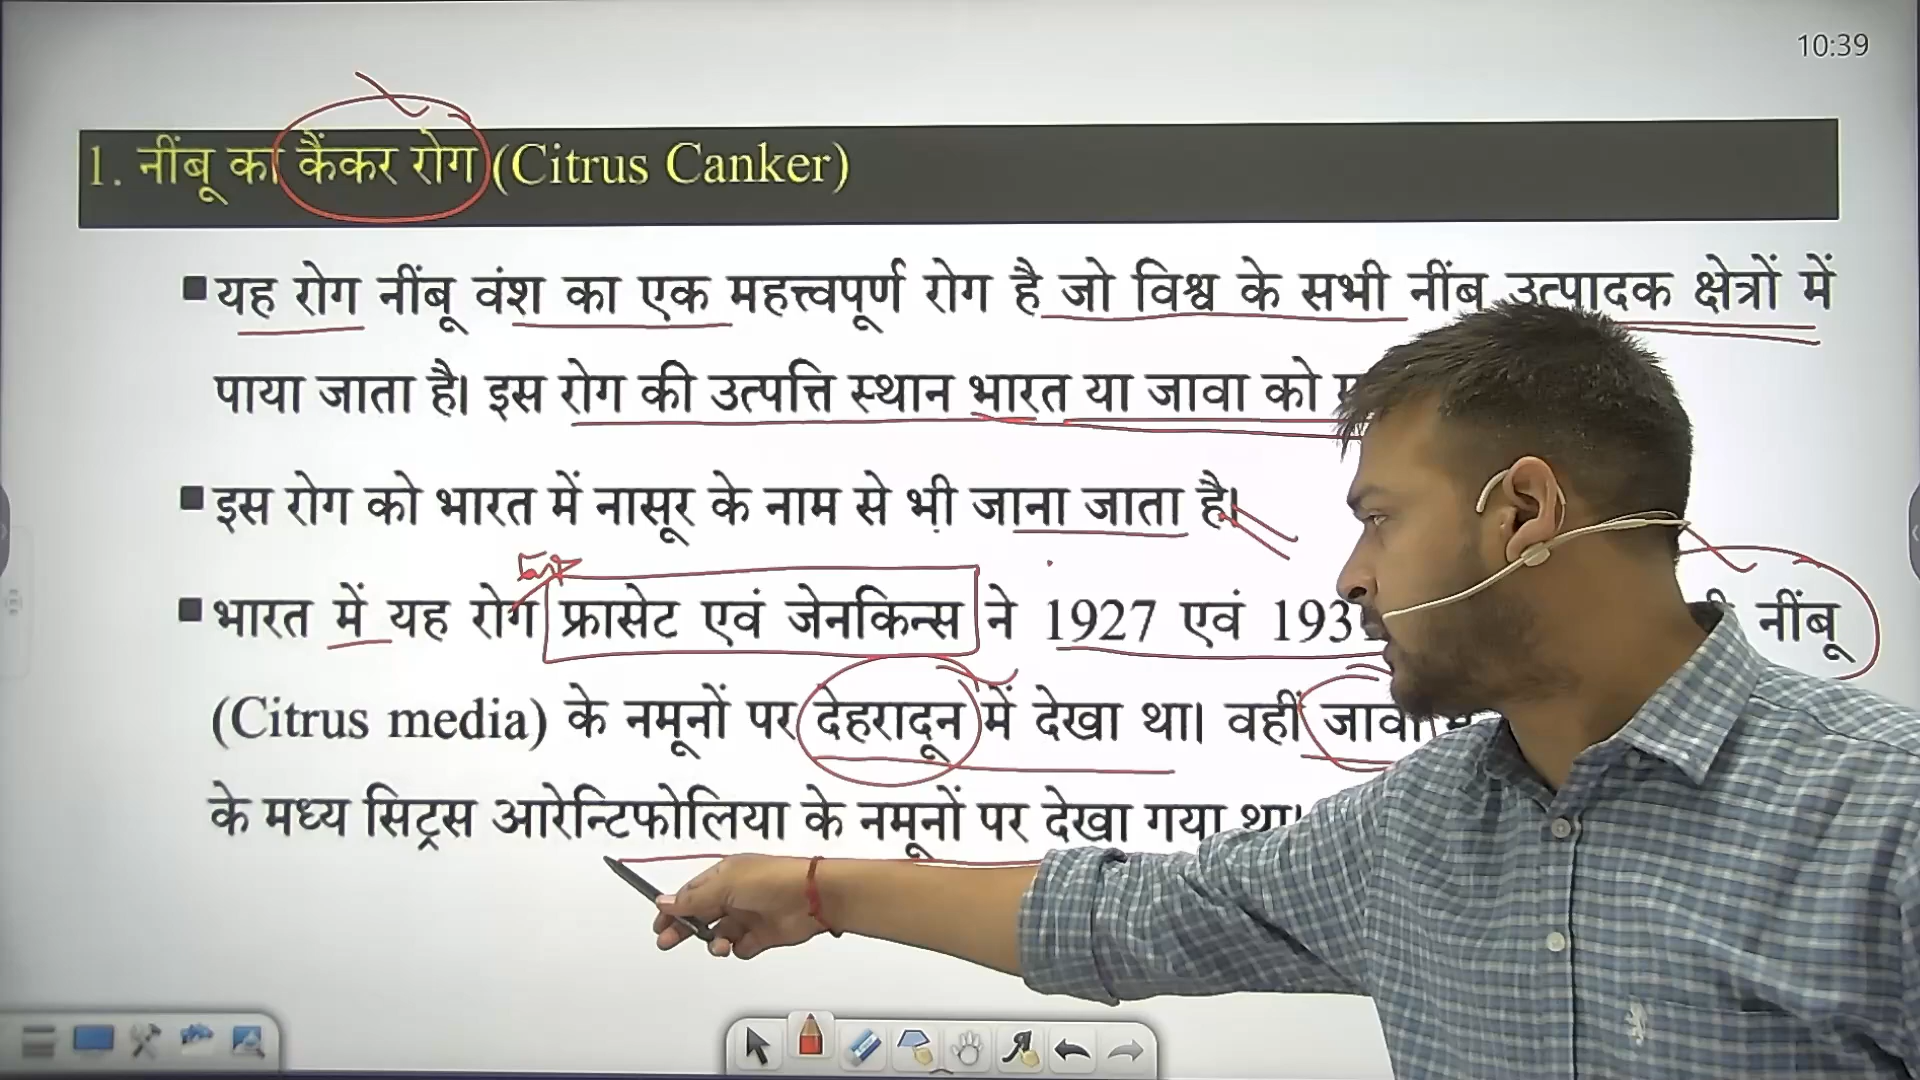 10:39
1. नींबू का कैंकर रोग (Citrus Canker)
यह रोग नींबू वंश का एक महत्त्वपूर्ण रोग है जो विश्व के सभी नींबू उत्पादक क्षेत्रों में
पाया जाता है। इस रोग की उत्पत्ति स्थान भारत या जावा को
इस रोग को भारत में नासूर के नाम से भी जाना जाता है।
भारत में यह रोग फ्रासेट एवं जेनकिन्स ने 1927 एवं नींबू
(Citrus media) के नमूनों पर देहरादून में देखा था। वहीं जावा
के मध्य सिट्रस आरेन्टिफोलिया के नमूनों पर देखा गया था।